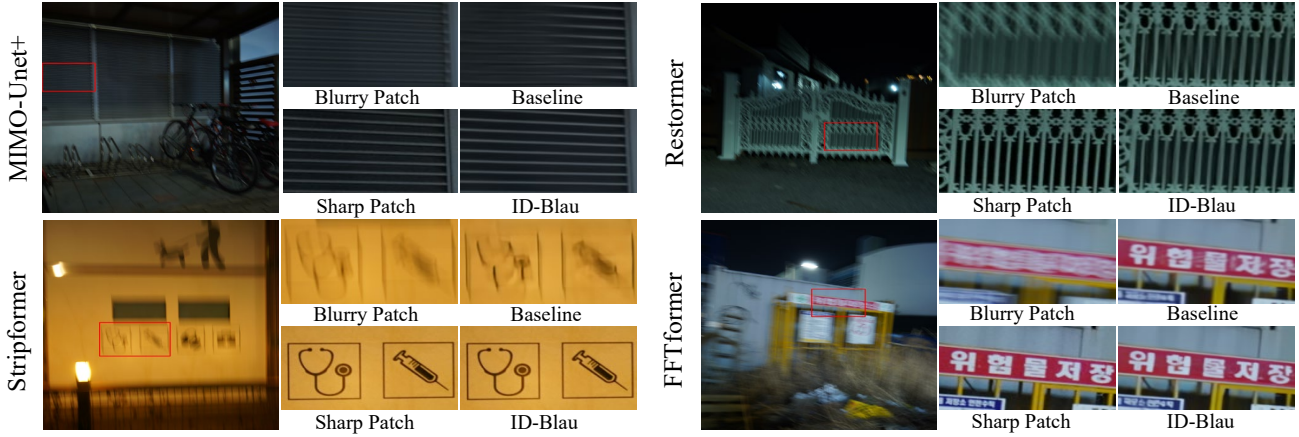 MIMO-Unet+
Blurry Patch
Baseline
Sharp Patch
ID-Blau
Restormer
Blurry Patch
Baseline
Sharp Patch
ID-Blau
Stripformer
Blurry Patch
Baseline
Sharp Patch
ID-Blau
FFTformer
Blurry Patch
위험물저장
Baseline
위험물저장
Sharp Patch
위험물저장
ID-Blau